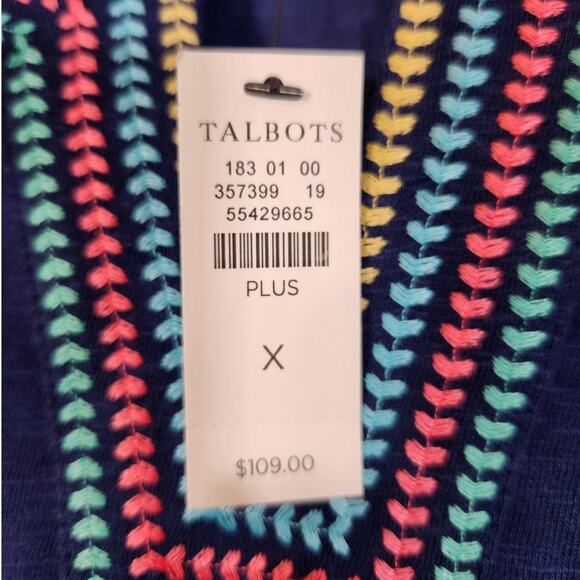 TALBOTS
183 01 00
357399 19
55429665
PLUS
X
$109.00